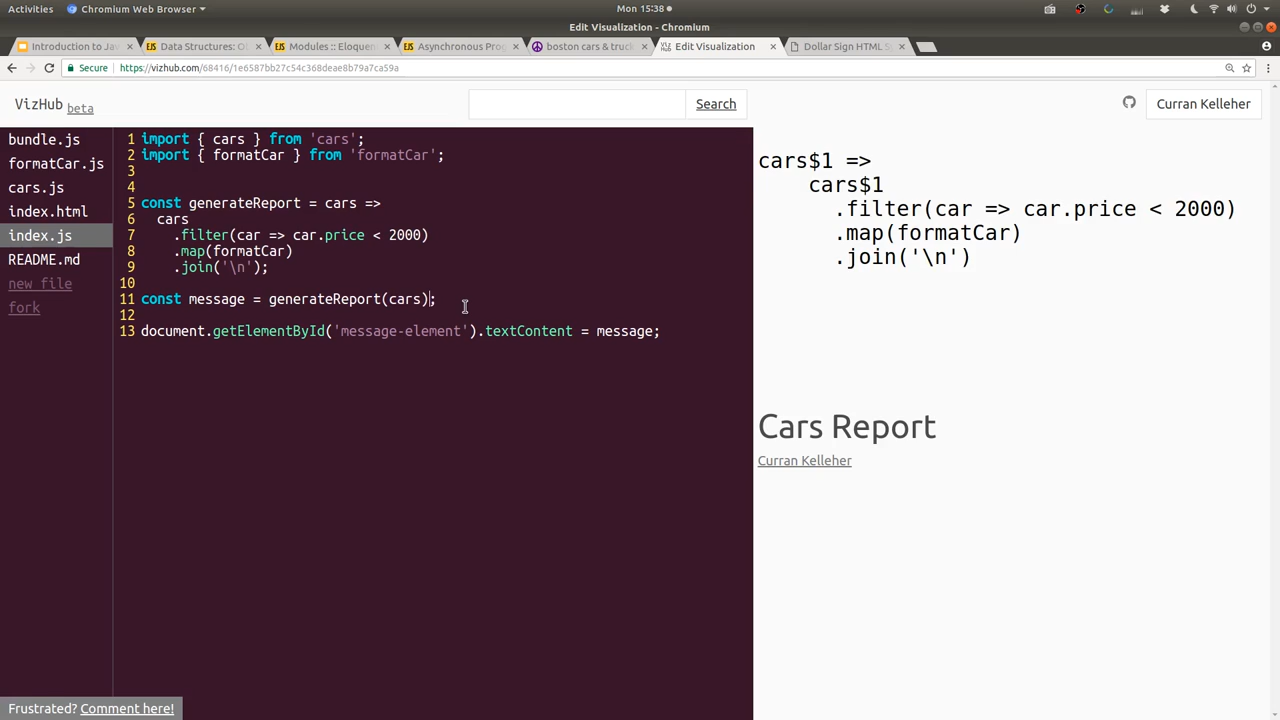 Activities
Chromium Web Browser
Mon 15:38
Edit Visualization - Chromium
Introduction to Jav
Data Structures: O
Modules :: Eloquen
Asynchronous Prog
boston cars & truck
Edit Visualization
Dollar Sign HTML S
Secure
https://vizhub.com/68416/1e6587bb27c54c368deae8b79a7ca59a
VizHub beta
Search
Curran Kelleher
bundle.js
formatCar.js
cars.js
index.html
index.js
README.md
new file
fork
1 import { cars } from 'cars';
2 import { formatCar } from 'formatCar';
3
4
5 const generateReport = cars =>
6   cars
7     .filter(car => car.price < 2000)
8     .map(formatCar)
9     .join('\n');
10
11 const message = generateReport(cars);
12
13 document.getElementById('message-element').textContent = message;
cars$1 =>
    cars$1
      .filter(car => car.price < 2000)
      .map(formatCar)
      .join('\n')
Cars Report
Curran Kelleher
Frustrated? Comment here!